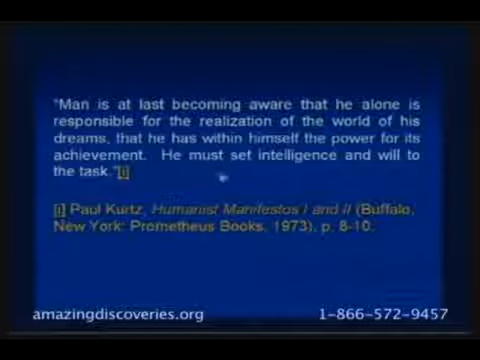 "Man is at last becoming aware that he alone is
responsible for the realization of the world of his
dreams, that he has within himself the power for its
achievement. He must set intelligence and will to
the task."[i]
[i] Paul Kurtz, Humanist Manifestos I and II (Buffalo,
New York: Prometheus Books, 1973), p. 8-10.
amazingdiscoveries.org 1-866-572-9457